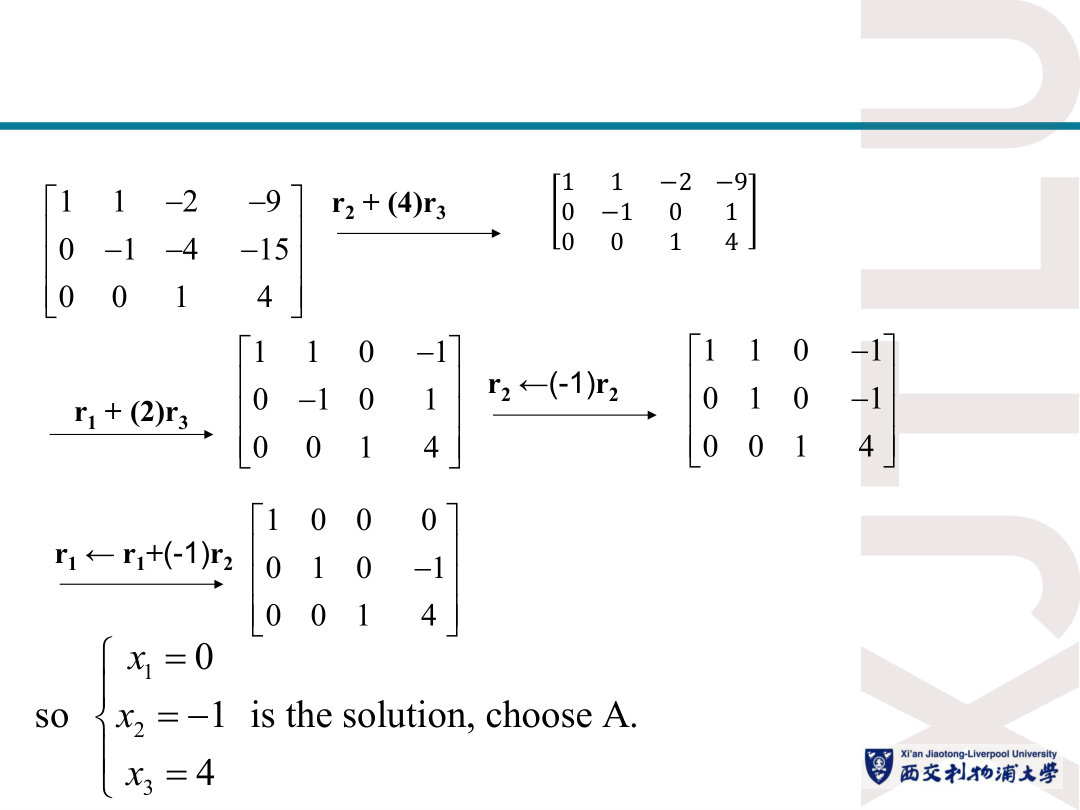 1 1 –2 –9
0 –1 –4 –15
0 0 1 4
r₂ + (4)r₃
1 1 −2 −9
0 −1 0 1
0 0 1 4
r₁ + (2)r₃
1 1 0 –1
0 –1 0 1
0 0 1 4
r₂ ←(-1)r₂
1 1 0 –1
0 1 0 –1
0 0 1 4
r₁ ← r₁+(-1)r₂
1 0 0 0
0 1 0 –1
0 0 1 4
x₁ = 0
so x₂ = −1 is the solution, choose A.
x₃ = 4
XJTLU
Xi'an Jiaotong-Liverpool University
西交利物浦大学